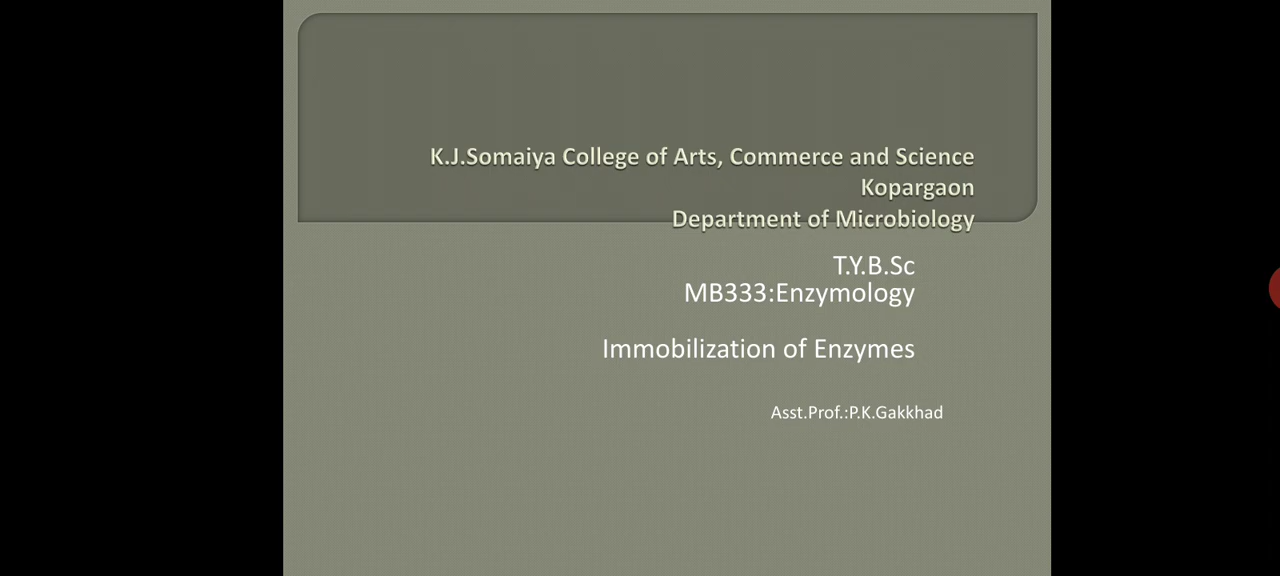 K.J.Somaiya College of Arts, Commerce and Science
Kopargaon
Department of Microbiology
T.Y.B.Sc
MB333:Enzymology
Immobilization of Enzymes
Asst.Prof.:P.K.Gakkhad